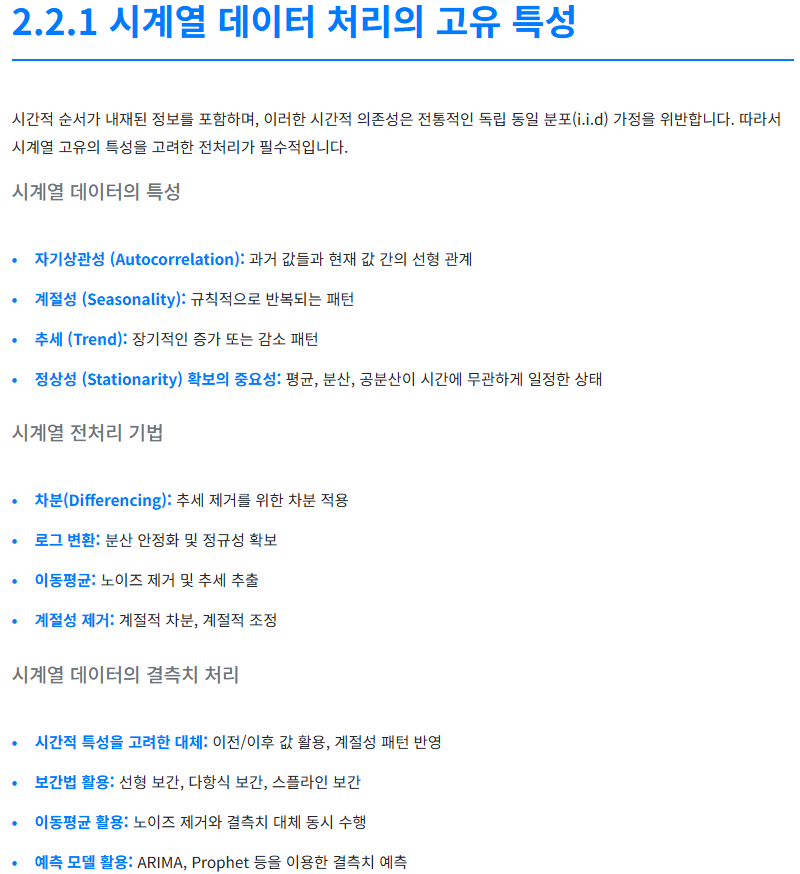 2.2.1 시계열 데이터 처리의 고유 특성
시간적 순서가 내재된 정보를 포함하며, 이러한 시간적 의존성은 전통적인 독립 동일 분포(i.i.d) 가정을 위반합니다. 따라서
시계열 고유의 특성을 고려한 전처리가 필수적입니다.
시계열 데이터의 특성
• 자기상관성 (Autocorrelation): 과거 값들과 현재 값 간의 선형 관계
• 계절성 (Seasonality): 규칙적으로 반복되는 패턴
• 추세 (Trend): 장기적인 증가 또는 감소 패턴
• 정상성 (Stationarity) 확보의 중요성: 평균, 분산, 공분산이 시간에 무관하게 일정한 상태
시계열 전처리 기법
• 차분(Differencing): 추세 제거를 위한 차분 적용
• 로그 변환: 분산 안정화 및 정규성 확보
• 이동평균: 노이즈 제거 및 추세 추출
• 계절성 제거: 계절적 차분, 계절적 조정
시계열 데이터의 결측치 처리
• 시간적 특성을 고려한 대체: 이전/이후 값 활용, 계절성 패턴 반영
• 보간법 활용: 선형 보간, 다항식 보간, 스플라인 보간
• 이동평균 활용: 노이즈 제거와 결측치 대체 동시 수행
• 예측 모델 활용: ARIMA, Prophet 등을 이용한 결측치 예측